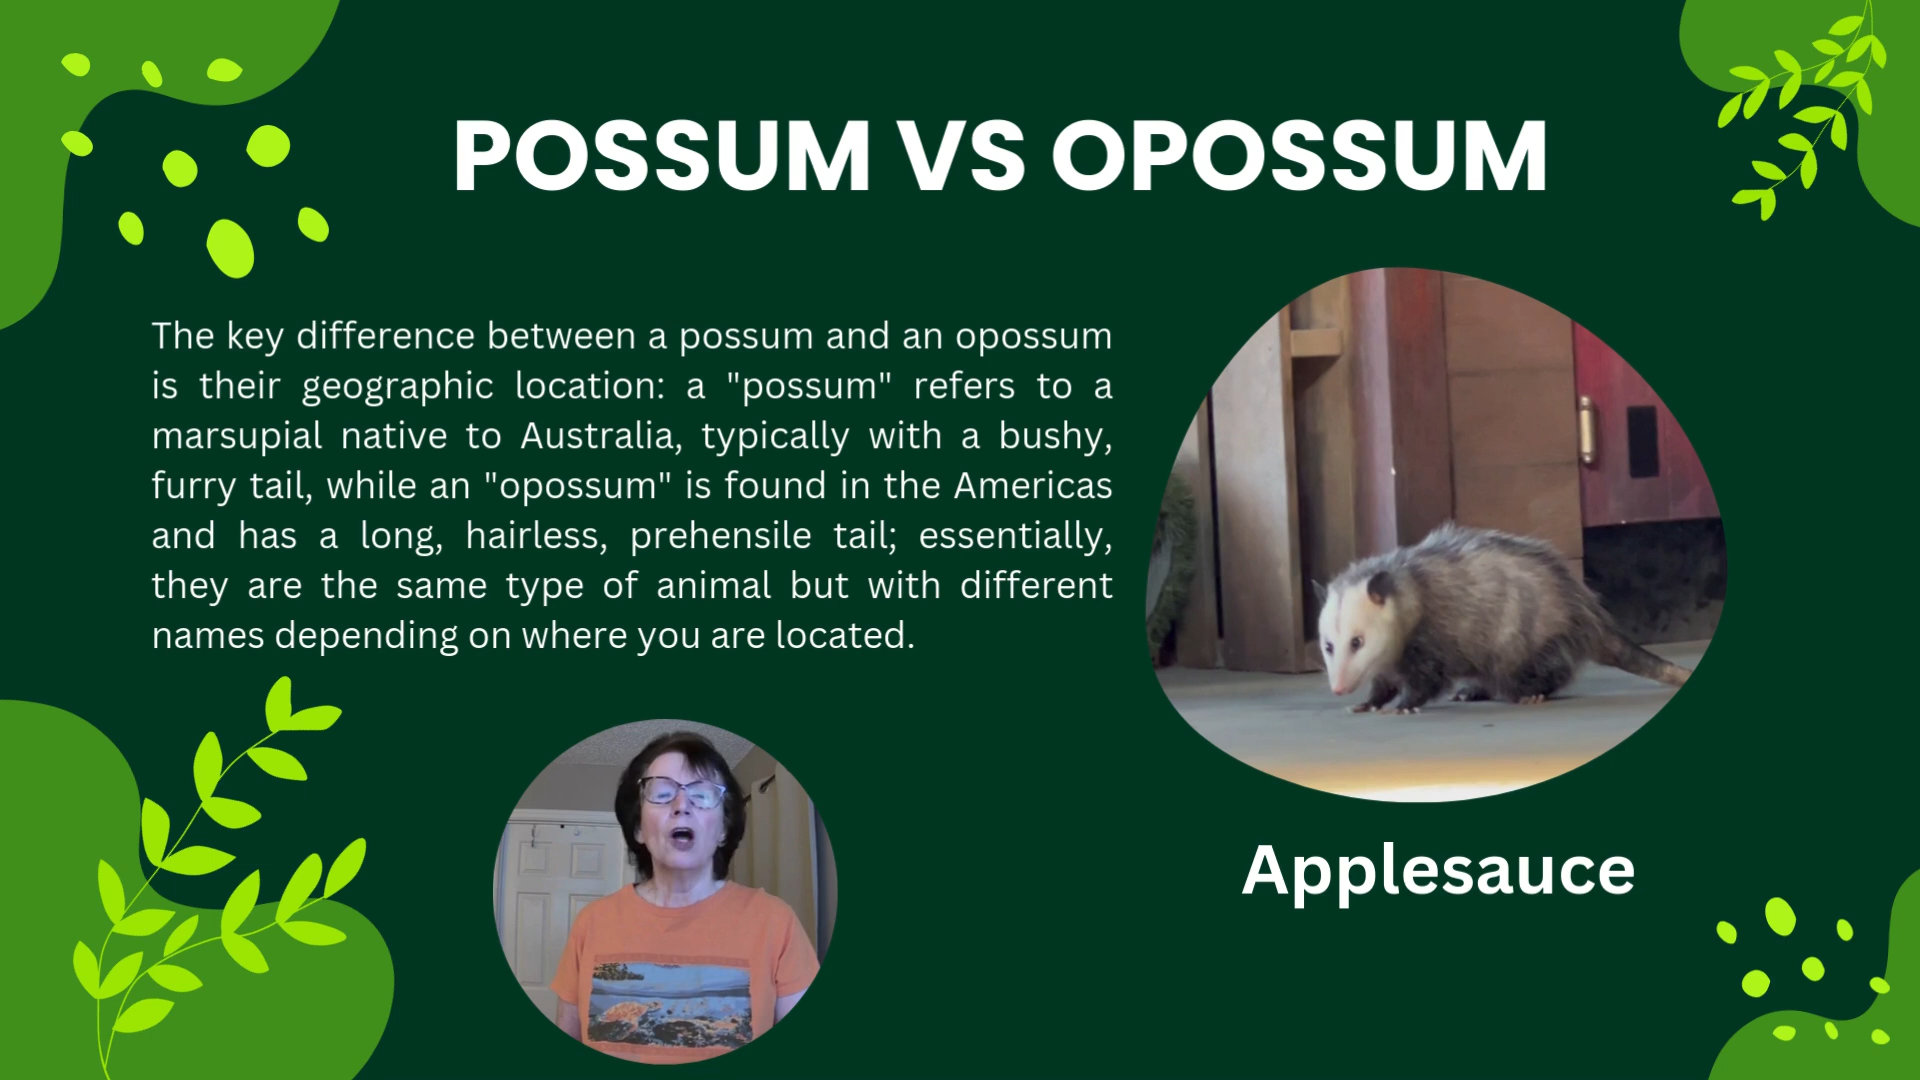 POSSUM VS OPOSSUM
The key difference between a possum and an opossum
is their geographic location: a "possum" refers to a
marsupial native to Australia, typically with a bushy,
furry tail, while an "opossum" is found in the Americas
and has a long, hairless, prehensile tail; essentially,
they are the same type of animal but with different
names depending on where you are located.
Applesauce